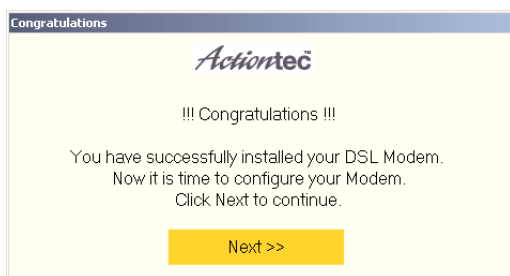 Congratulations
Actiontec
!!! Congratulations !!!
You have successfully installed your DSL Modem.
Now it is time to configure your Modem.
Click Next to continue.
Next >>